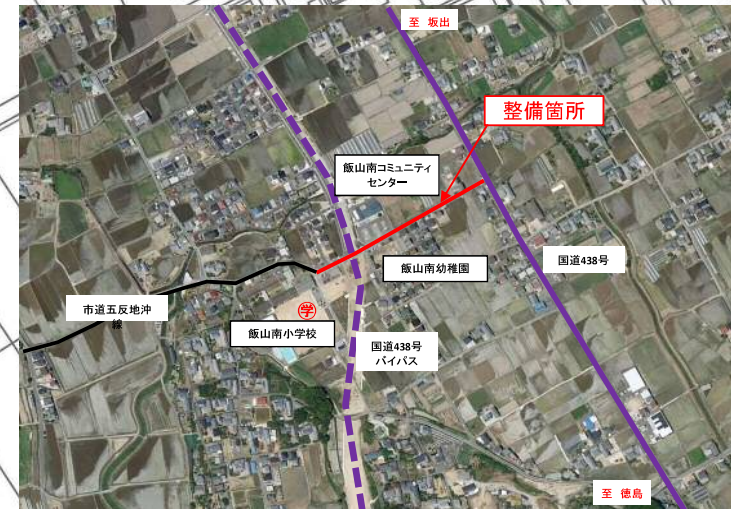 至 坂出
整備箇所
飯山南コミュニティ
センター
国道438号
飯山南幼稚園
市道五反地沖
線
学
飯山南小学校
国道438号
バイパス
至 徳島